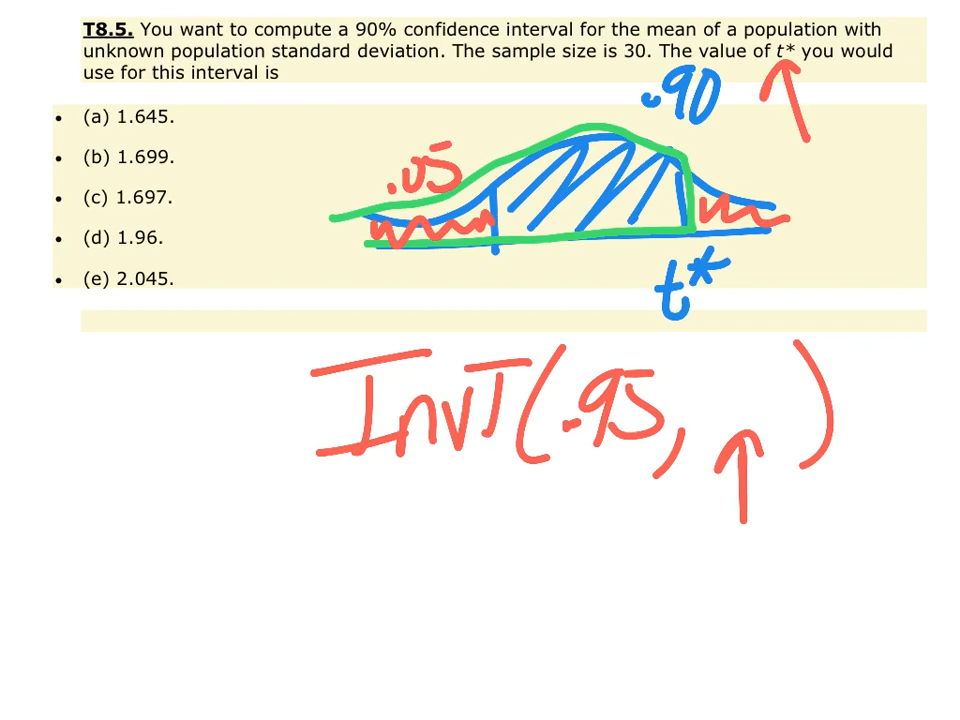 T8.5. You want to compute a 90% confidence interval for the mean of a population with
unknown population standard deviation. The sample size is 30. The value of t* you would
use for this interval is
.90
• (a) 1.645.
.05
• (b) 1.699.
• (c) 1.697.
• (d) 1.96.
• (e) 2.045.
t*
InvT(.95, ↑)